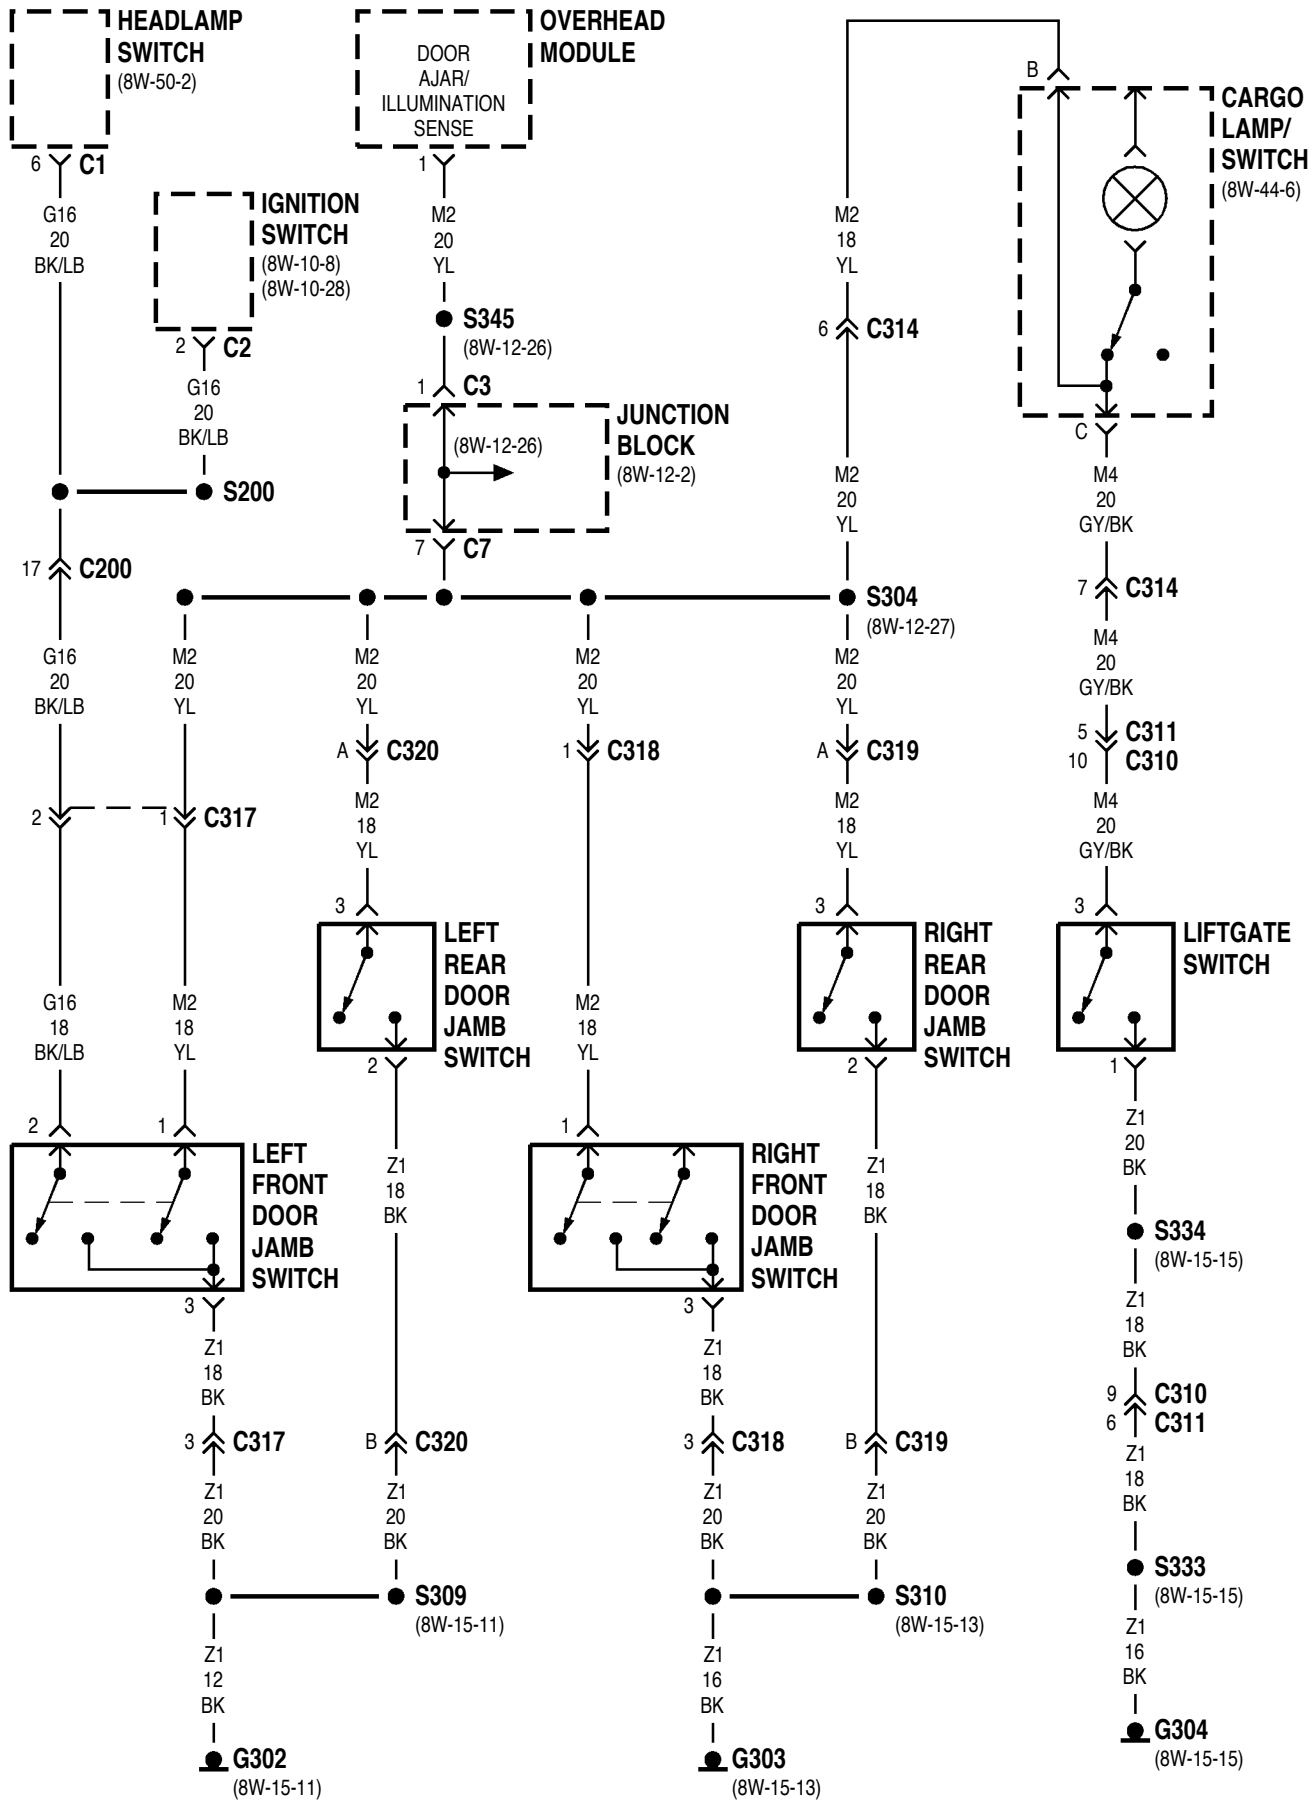 HEADLAMP
SWITCH
(8W-50-2)
6
C1
G16
20
BK/LB
IGNITION
SWITCH
(8W-10-8)
(8W-10-28)
2
C2
G16
20
BK/LB
S200
17
C200
G16
20
BK/LB
OVERHEAD
MODULE
DOOR
AJAR/
ILLUMINATION
SENSE
1
M2
20
YL
S345
(8W-12-26)
1
C3
(8W-12-26)
JUNCTION
BLOCK
(8W-12-2)
7
C7
B
CARGO
LAMP/
SWITCH
(8W-44-6)
M2
18
YL
6
C314
M2
20
YL
S304
(8W-12-27)
C
M4
20
GY/BK
7
C314
M4
20
GY/BK
5
C311
10
C310
M4
20
GY/BK
M2
20
YL
M2
20
YL
M2
20
YL
M2
20
YL
A
C320
1
C318
A
C319
2
1
C317
M2
18
YL
M2
18
YL
3
LEFT
REAR
DOOR
JAMB
SWITCH
2
3
RIGHT
REAR
DOOR
JAMB
SWITCH
2
3
LIFTGATE
SWITCH
1
G16
18
BK/LB
M2
18
YL
M2
18
YL
2
1
LEFT
FRONT
DOOR
JAMB
SWITCH
3
Z1
18
BK
1
RIGHT
FRONT
DOOR
JAMB
SWITCH
3
Z1
18
BK
Z1
20
BK
S334
(8W-15-15)
Z1
18
BK
Z1
18
BK
Z1
18
BK
9
C310
6
C311
3
C317
B
C320
3
C318
B
C319
Z1
20
BK
Z1
20
BK
Z1
20
BK
Z1
20
BK
Z1
18
BK
S309
(8W-15-11)
S310
(8W-15-13)
S333
(8W-15-15)
Z1
12
BK
Z1
16
BK
Z1
16
BK
G302
(8W-15-11)
G303
(8W-15-13)
G304
(8W-15-15)